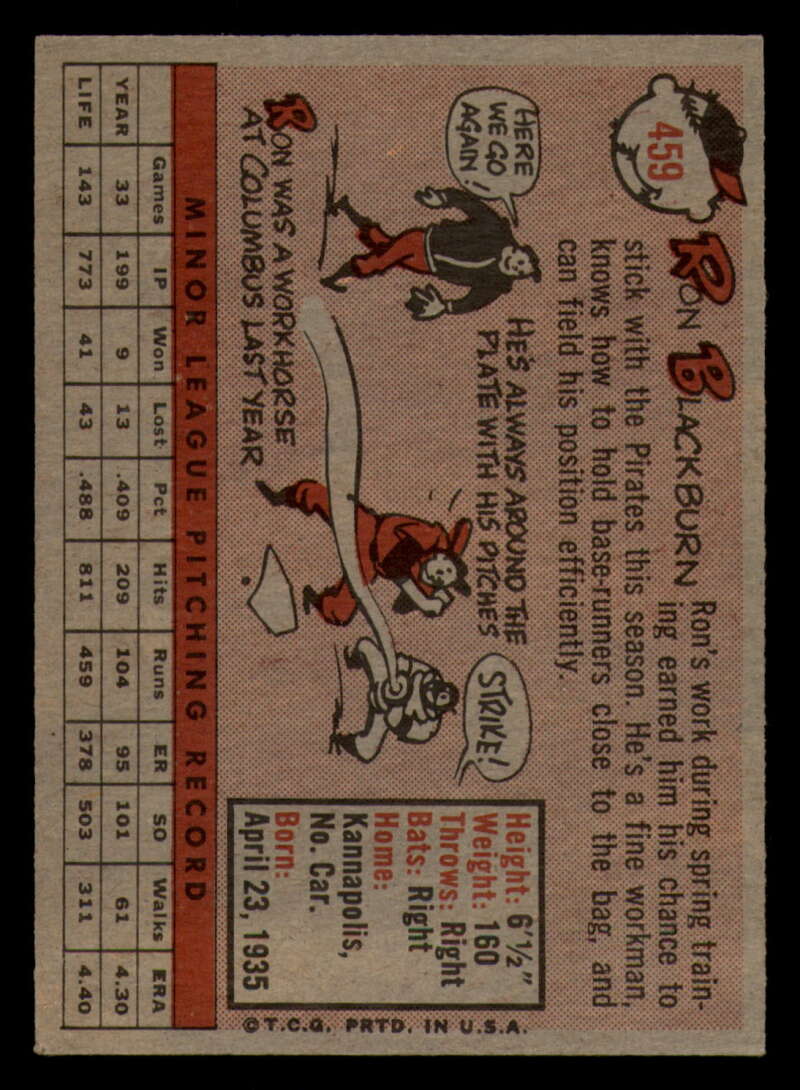 459
RON BLACKBURN
Ron's work during spring train-
ing earned him his chance to
stick with the Pirates this season. He's a fine workman,
knows how to hold base-runners close to the bag, and
can field his position efficiently.
HERE
WE GO
AGAIN!
RON WAS A WORKHORSE
AT COLUMBUS LAST YEAR
HE'S ALWAYS AROUND THE
PLATE WITH HIS PITCHES
STRIKE!
Height: 6'½"
Weight: 160
Throws: Right
Bats: Right
Home:
Kannapolis,
No. Car.
Born:
April 23, 1935
MINOR LEAGUE PITCHING RECORD
Games IP Won Lost Pct Hits Runs ER SO Walks ERA
YEAR 33 199 9 13 .409 209 104 95 101 61 4.30
LIFE 143 773 41 43 .488 811 459 378 503 311 4.40
©T.C.G. PRTD. IN U.S.A.